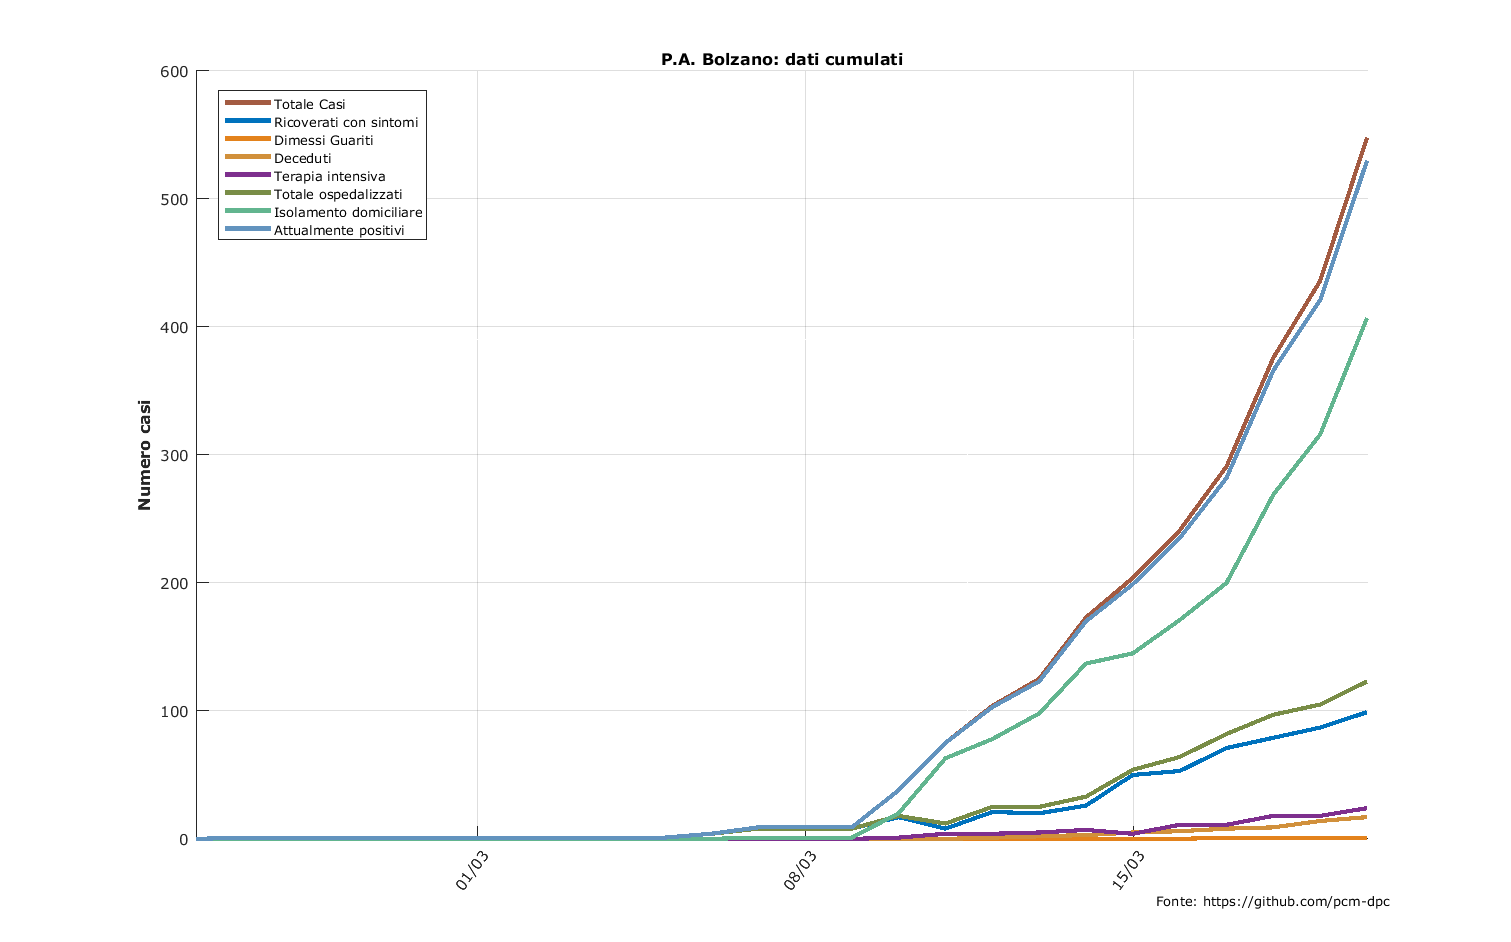 P.A. Bolzano: dati cumulati
600
500
400
300
200
100
0
Numero casi
Totale Casi
Ricoverati con sintomi
Dimessi Guariti
Deceduti
Terapia intensiva
Totale ospedalizzati
Isolamento domiciliare
Attualmente positivi
01/03
08/03
15/03
Fonte: https://github.com/pcm-dpc